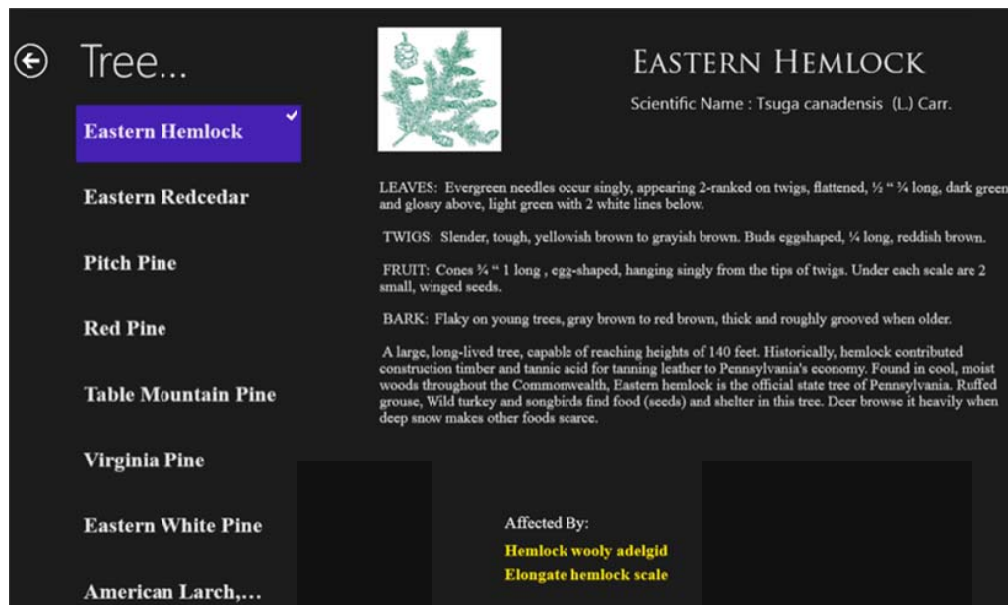 Tree...
Eastern Hemlock
Eastern Redcedar
Pitch Pine
Red Pine
Table Mountain Pine
Virginia Pine
Eastern White Pine
American Larch,...
EASTERN HEMLOCK
Scientific Name : Tsuga canadensis (L.) Carr.
LEAVES: Evergreen needles occur singly, appearing 2-ranked on twigs, flattened, ½ “ ¾ long, dark green
and glossy above, light green with 2 white lines below.
TWIGS: Slender, tough, yellowish brown to grayish brown. Buds eggshaped, ¼ long, reddish brown.
FRUIT: Cones ¾ “ 1 long , egg-shaped, hanging singly from the tips of twigs. Under each scale are 2
small, winged seeds.
BARK: Flaky on young trees, gray brown to red brown, thick and roughly grooved when older.
A large, long-lived tree, capable of reaching heights of 140 feet. Historically, hemlock contributed
construction timber and tannic acid for tanning leather to Pennsylvania's economy. Found in cool, moist
woods throughout the Commonwealth, Eastern hemlock is the official state tree of Pennsylvania. Ruffed
grouse, Wild turkey and songbirds find food (seeds) and shelter in this tree. Deer browse it heavily when
deep snow makes other foods scarce.
Affected By:
Hemlock wooly adelgid
Elongate hemlock scale